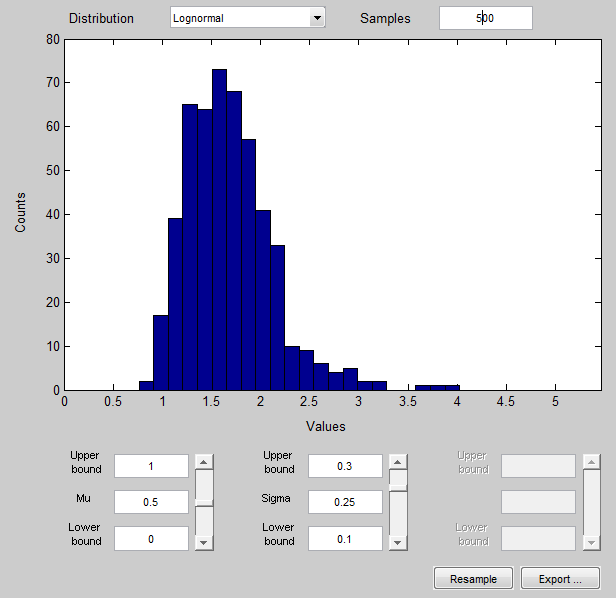 Distribution Lognormal Samples 500
80
70
60
50
40
30
20
10
0
Counts
0 0.5 1 1.5 2 2.5 3 3.5 4 4.5 5
Values
Upper bound 1
Mu 0.5
Lower bound 0
Upper bound 0.3
Sigma 0.25
Lower bound 0.1
Upper bound
Lower bound
Resample Export ...